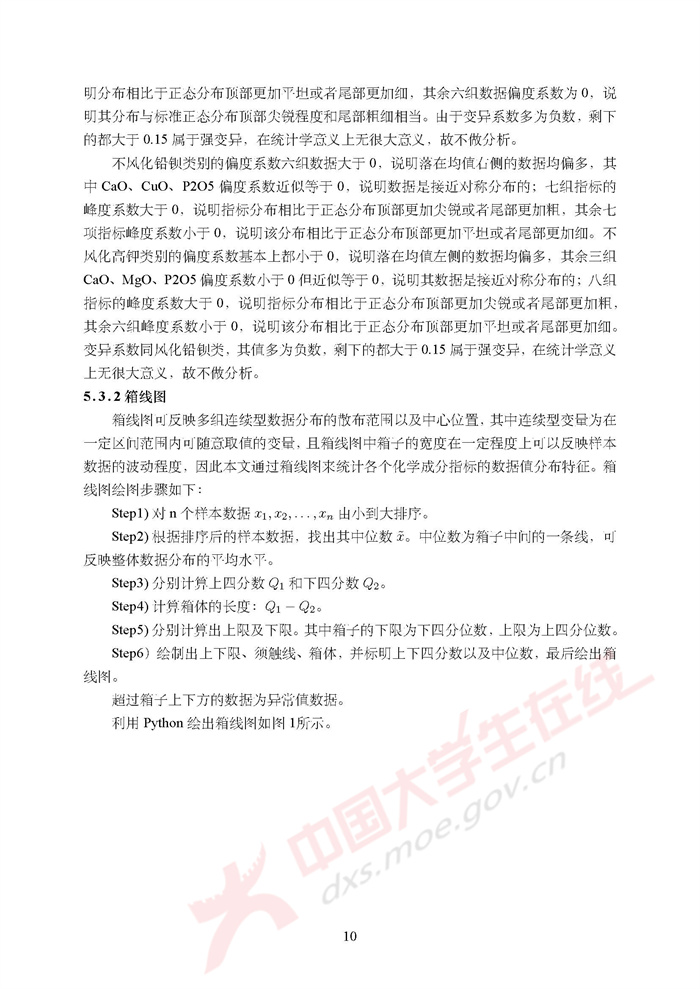 明分布相比于正态分布顶部更加平坦或者尾部更加细，其余六组数据偏度系数为 0，说
明其分布与标准正态分布顶部尖锐程度和尾部粗细相当。由于变异系数多为负数，剩下
的都大于 0.15 属于强变异，在统计学意义上无很大意义，故不做分析。
不风化铅钡类别的偏度系数六组数据大于 0，说明落在均值右侧的数据均偏多，其
中 CaO、CuO、P2O5 偏度系数近似等于 0，说明数据是接近对称分布的；七组指标的
峰度系数大于 0，说明指标分布相比于正态分布顶部更加尖锐或者尾部更加粗，其余七
项指标峰度系数小于 0，说明该分布相比于正态分布顶部更加平坦或者尾部更加细。不
风化高钾类别的偏度系数基本上都小于 0，说明落在均值左侧的数据均偏多，其余三组
CaO、MgO、P2O5 偏度系数小于 0 但近似等于 0，说明其数据是接近对称分布的；八组
指标的峰度系数大于 0，说明指标分布相比于正态分布顶部更加尖锐或者尾部更加粗，
其余六组峰度系数小于 0，说明该分布相比于正态分布顶部更加平坦或者尾部更加细。
变异系数同风化铅钡类，其值多为负数，剩下的都大于 0.15 属于强变异，在统计学意义
上无很大意义，故不做分析。
5.3.2 箱线图
箱线图可反映多组连续型数据分布的散布范围以及中心位置，其中连续型变量为在
一定区间范围内可随意取值的变量，且箱线图中箱子的宽度在一定程度上可以反映样本
数据的波动程度，因此本文通过箱线图来统计各个化学成分指标的数据值分布特征。箱
线图绘图步骤如下：
Step1) 对 n 个样本数据 x₁, x₂, . . . , xₙ 由小到大排序。
Step2) 根据排序后的样本数据，找出其中位数 x̃。中位数为箱子中间的一条线，可
反映整体数据分布的平均水平。
Step3) 分别计算上四分数 Q₁ 和下四分数 Q₂。
Step4) 计算箱体的长度：Q₁ − Q₂。
Step5) 分别计算出上限及下限。其中箱子的下限为下四分位数，上限为上四分位数。
Step6）绘制出上下限、须触线、箱体，并标明上下四分数以及中位数，最后绘出箱
线图。
超过箱子上下方的数据为异常值数据。
利用 Python 绘出箱线图如图 1所示。
中国大学生在线
dxs.moe.gov.cn
10